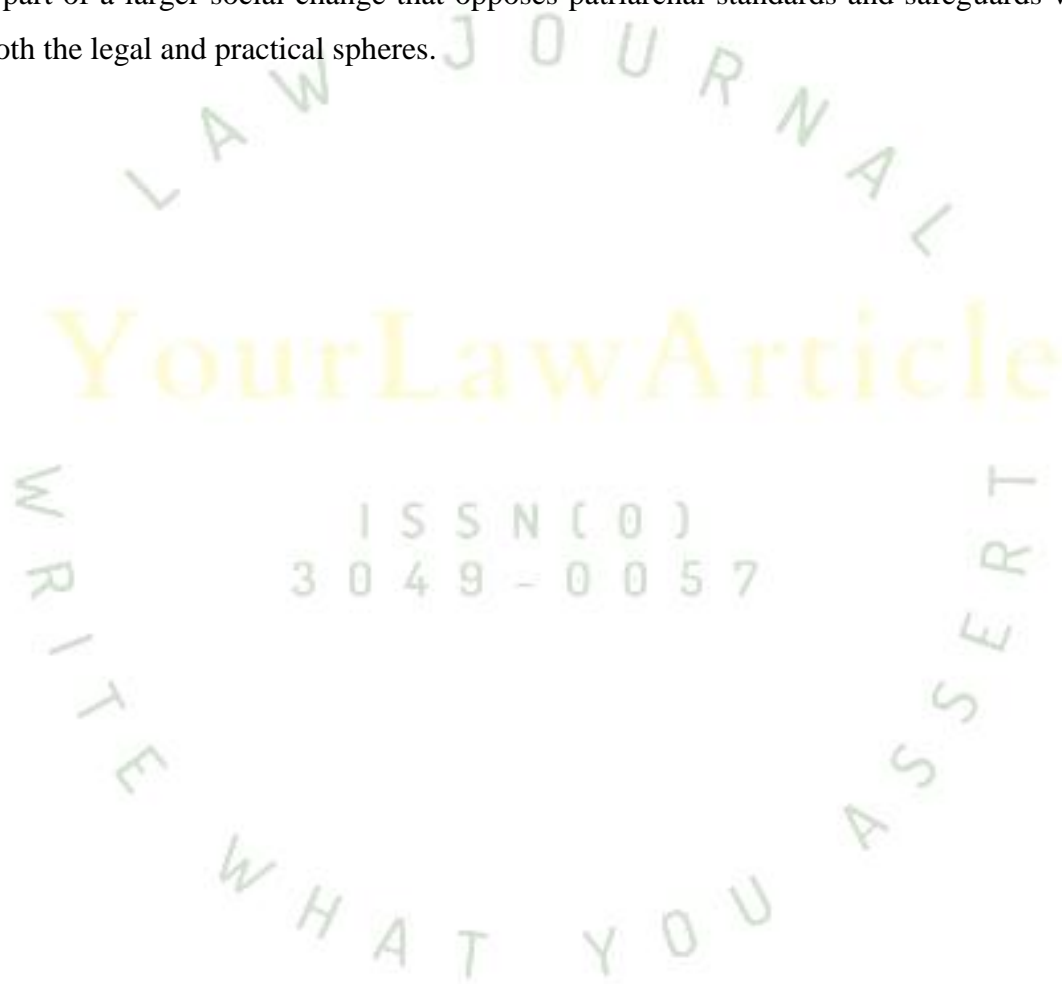 part of a larger social change that opposes patriarchal standards and safeguards
oth the legal and practical spheres.
LAW JOURNAL
YourLawArticle
ISSN(O)
3049-0057
WRITE WHAT YOU ASSERT